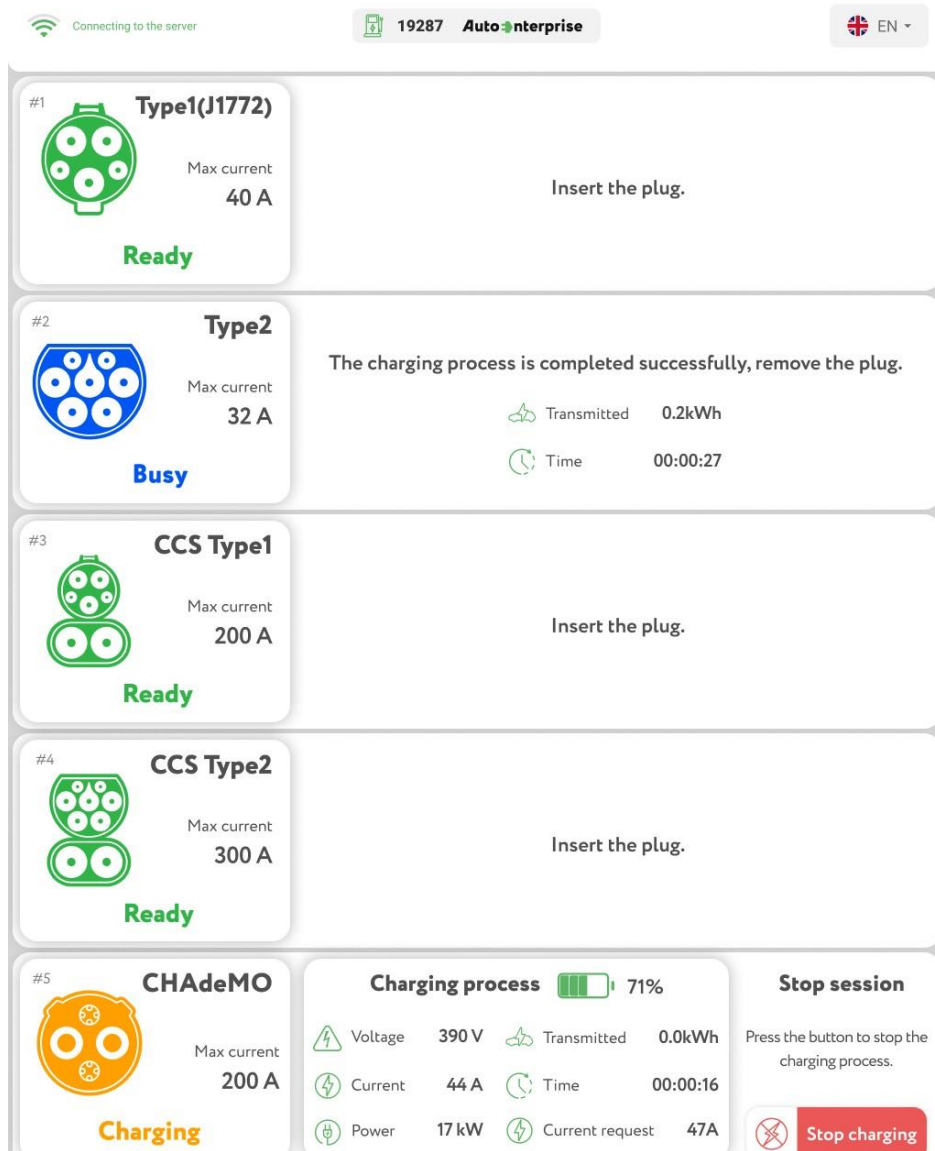 Connecting to the server
19287 Auto Enterprise
EN
#1
Type1(J1772)
Max current
40 A
Ready
Insert the plug.
#2
Type2
Max current
32 A
Busy
The charging process is completed successfully, remove the plug.
Transmitted 0.2kWh
Time 00:00:27
#3
CCS Type1
Max current
200 A
Ready
Insert the plug.
#4
CCS Type2
Max current
300 A
Ready
Insert the plug.
#5
CHAdeMO
Max current
200 A
Charging
Charging process 71%
Voltage 390 V Transmitted 0.0kWh
Current 44 A Time 00:00:16
Power 17 kW Current request 47A
Stop session
Press the button to stop the
charging process.
Stop charging